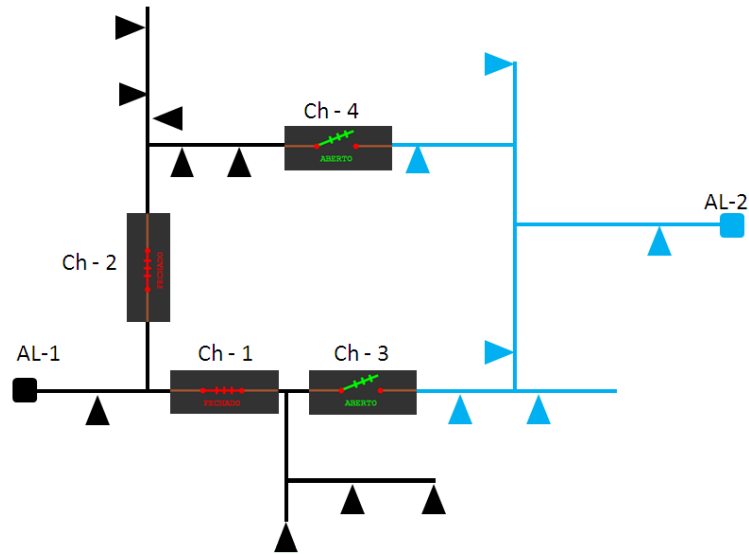 Ch - 4
ABERTO
AL-2
Ch - 2
FECHADO
AL-1
Ch - 1
Ch - 3
FECHADO
ABERTO